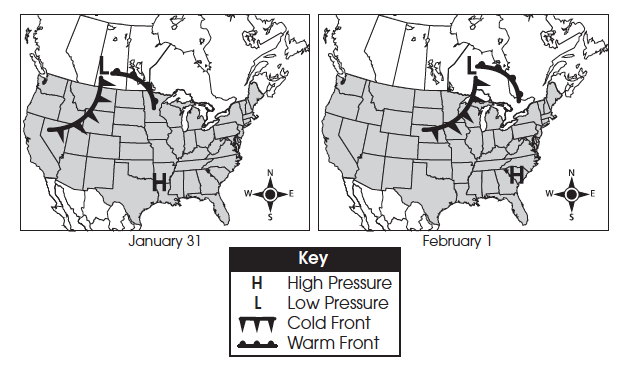 L
H
N
W E
S
January 31
L
H
N
W E
S
February 1
Key
H High Pressure
L Low Pressure
Cold Front
Warm Front